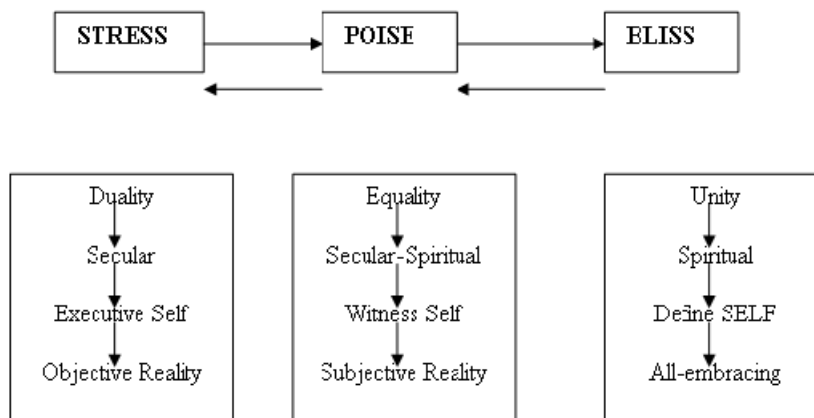 STRESS
POISE
BLISS
Duality
Secular
Executive Self
Objective Reality
Equality
Secular-Spiritual
Witness Self
Subjective Reality
Unity
Spiritual
Define SELF
All-embracing